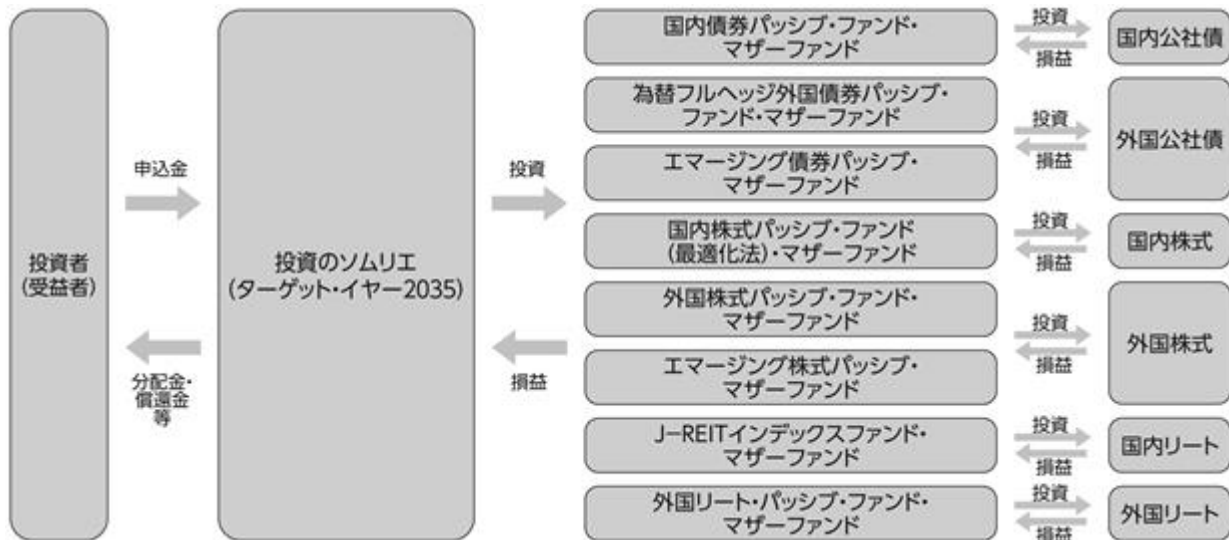 投資者
(受益者)
申込金
分配金・
償還金
等
投資のソムリエ
(ターゲット・イヤー2035)
投資
損益
国内債券パッシブ・ファンド・
マザーファンド
投資
損益
国内公社債
為替フルヘッジ外国債券パッシブ・
ファンド・マザーファンド
エマージング債券パッシブ・
マザーファンド
投資
損益
外国公社債
国内株式パッシブ・ファンド
(最適化法)・マザーファンド
投資
損益
国内株式
外国株式パッシブ・ファンド・
マザーファンド
エマージング株式パッシブ・
マザーファンド
投資
損益
外国株式
J−REITインデックスファンド・
マザーファンド
投資
損益
国内リート
外国リート・パッシブ・ファンド・
マザーファンド
投資
損益
外国リート